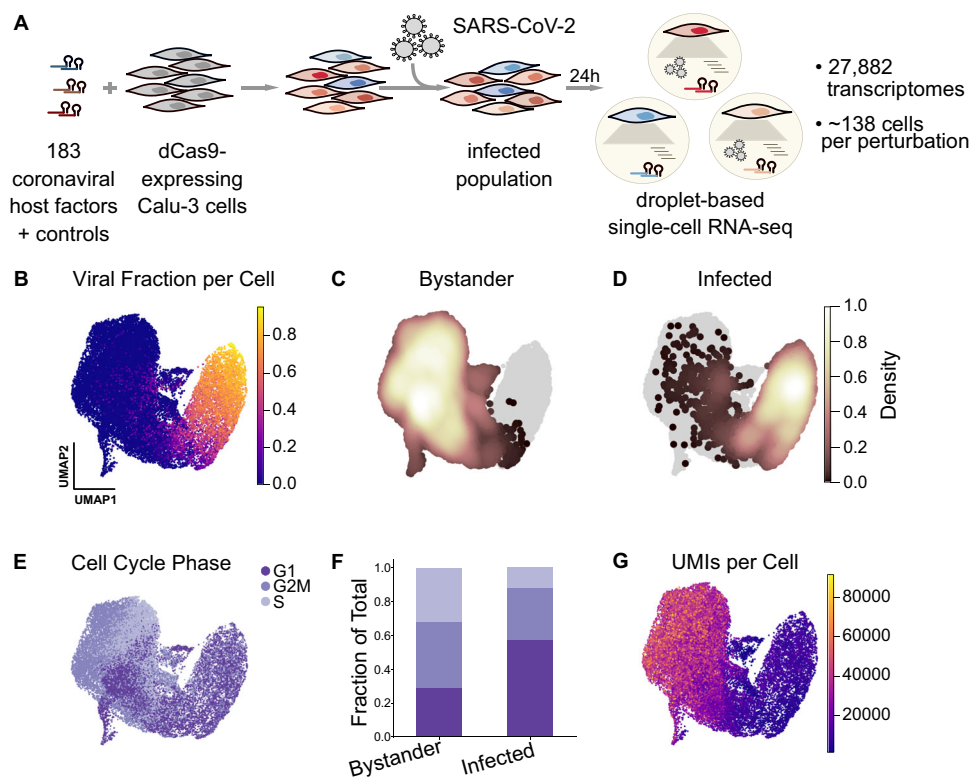 A
SARS-CoV-2
24h
• 27,882
transcriptomes
• ~138 cells
per perturbation
183
coronaviral
host factors
+ controls
dCas9-
expressing
Calu-3 cells
infected
population
droplet-based
single-cell RNA-seq
B
Viral Fraction per Cell
0.8
0.6
0.4
0.2
0.0
UMAP2
UMAP1
C
Bystander
D
Infected
1.0
0.8
0.6
0.4
0.2
0.0
Density
E
Cell Cycle Phase
G1
G2M
S
F
Fraction of Total
1.0
0.8
0.6
0.4
0.2
0.0
Bystander
Infected
G
UMIs per Cell
80000
60000
40000
20000